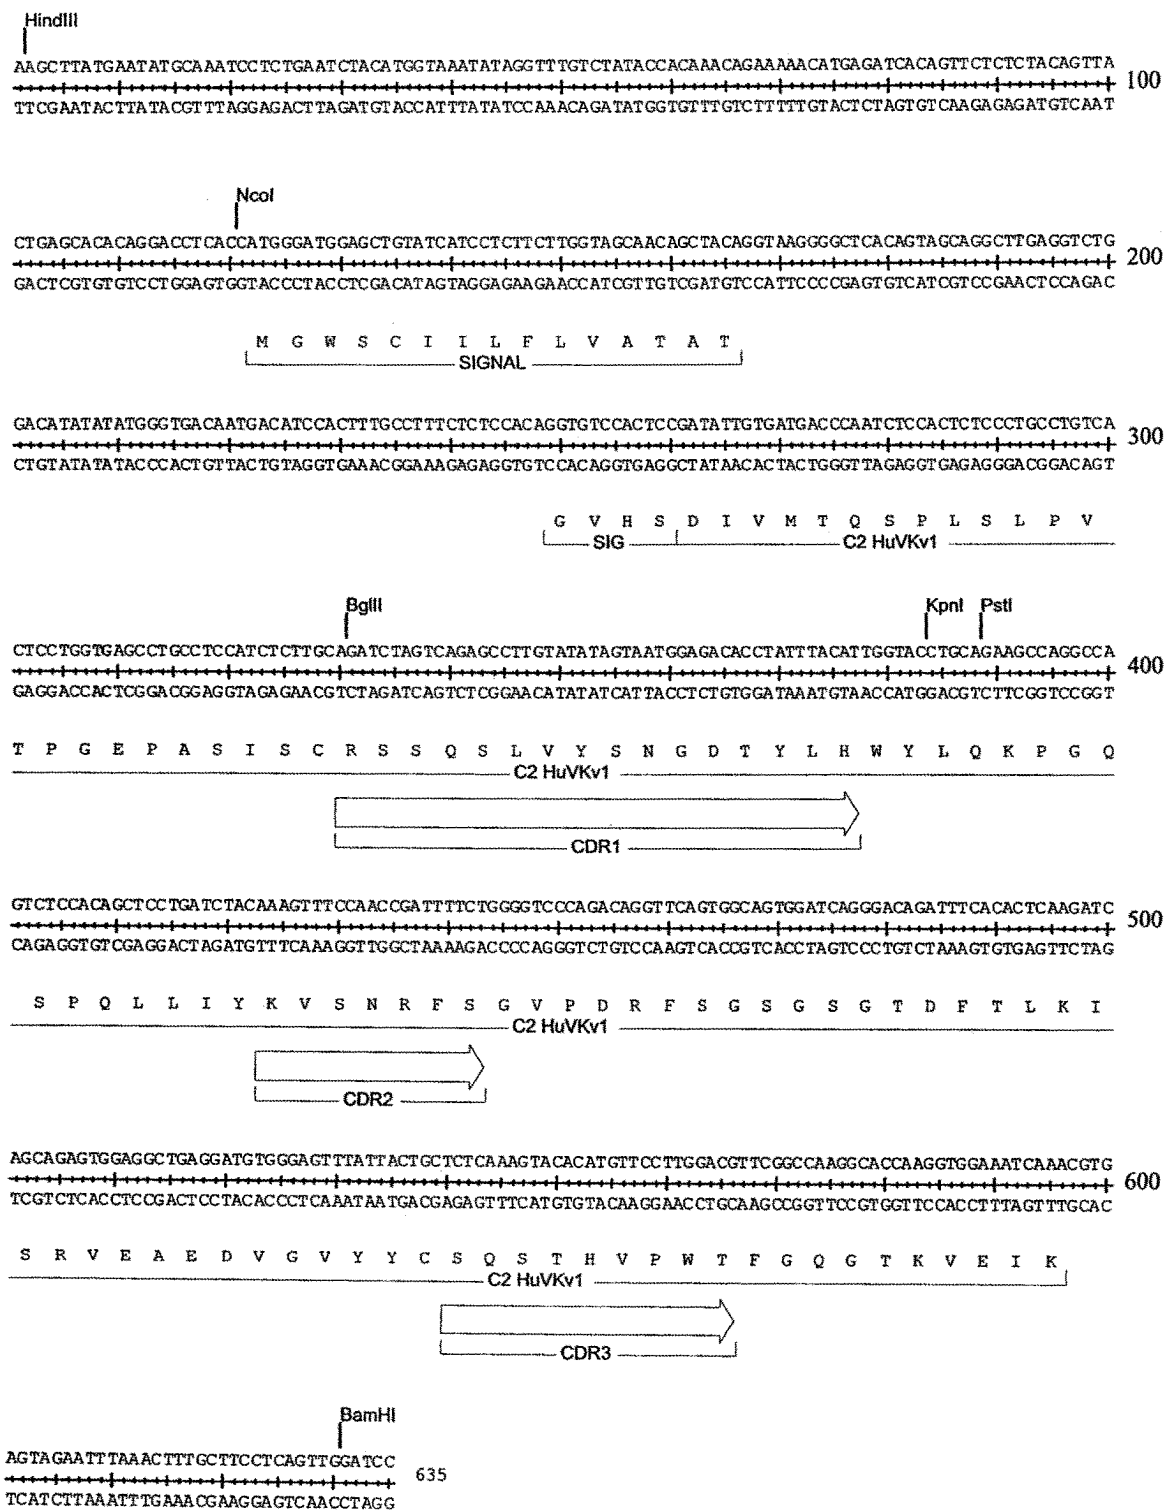 HindIII
AAGCTTATGAATATGCAAATCCTCTGAATCTACATGGTAAATATAGGTTTGTCTATACCACAAACAGAAAAACATGAGATCACAGTTCTCTCTACAGTTA
100
TTCGAATACTTATACGTTTAGGAGACTTAGATGTACCATTTATATCCAAACAGATATGGTGTTTGTCTTTTTGTACTCTAGTGTCAAGAGAGATGTCAAT
NcoI
CTGAGCACACAGGACCTCACCATGGGATGGAGCTGTATCATCCTCTTCTTGGTAGCAACAGCTACAGGTAAGGGGCTCACAGTAGCAGGCTTGAGGTCTG
200
GACTCGTGTGTCCTGGAGTGGTACCCTACCTCGACATAGTAGGAGAAGAACCATCGTTGTCGATGTCCATTCCCCGAGTGTCATCGTCCGAACTCCAGAC
M G W S C I I L F L V A T A T
SIGNAL
GACATATATATGGGTGACAATGACATCCACTTTGCCTTTCTCTCCACAGGTGTCCACTCCGATATTGTGATGACCCAATCTCCACTCTCCCTGCCTGTCA
300
CTGTATATATACCCACTGTTACTGTAGGTGAAACGGAAAGAGAGGTGTCCACAGGTGAGGCTATAACACTACTGGGTTAGAGGTGAGAGGGACGGACAGT
G V H S D I V M T Q S P L S L P V
SIG C2 HuVKv1
BglII KpnI PstI
CTCCTGGTGAGCCTGCCTCCATCTCTTGCAGATCTAGTCAGAGCCTTGTATATAGTAATGGAGACACCTATTTACATTGGTACCTGCAGAAGCCAGGCCA
400
GAGGACCACTCGGACGGAGGTAGAGAACGTCTAGATCAGTCTCGGAACATATATCATTACCTCTGTGGATAAATGTAACCATGGACGTCTTCGGTCCGGT
T P G E P A S I S C R S S Q S L V Y S N G D T Y L H W Y L Q K P G Q
C2 HuVKv1
CDR1
GTCTCCACAGCTCCTGATCTACAAAGTTTCCAACCGATTTTCTGGGGTCCCAGACAGGTTCAGTGGCAGTGGATCAGGGACAGATTTCACACTCAAGATC
500
CAGAGGTGTCGAGGACTAGATGTTTCAAAGGTTGGCTAAAAGACCCCAGGGTCTGTCCAAGTCACCGTCACCTAGTCCCTGTCTAAAGTGTGAGTTCTAG
S P Q L L I Y K V S N R F S G V P D R F S G S G S G T D F T L K I
C2 HuVKv1
CDR2
AGCAGAGTGGAGGCTGAGGATGTGGGAGTTTATTACTGCTCTCAAAGTACACATGTTCCTTGGACGTTCGGCCAAGGCACCAAGGTGGAAATCAAACGTG
600
TCGTCTCACCTCCGACTCCTACACCCTCAAATAATGACGAGAGTTTCATGTGTACAAGGAACCTGCAAGCCGGTTCCGTGGTTCCACCTTTAGTTTGCAC
S R V E A E D V G V Y Y C S Q S T H V P W T F G Q G T K V E I K
C2 HuVKv1
CDR3
BamHI
AGTAGAATTTAAACTTTGCTTCCTCAGTTGGATCC
635
TCATCTTAAATTTGAAACGAAGGAGTCAACCTAGG